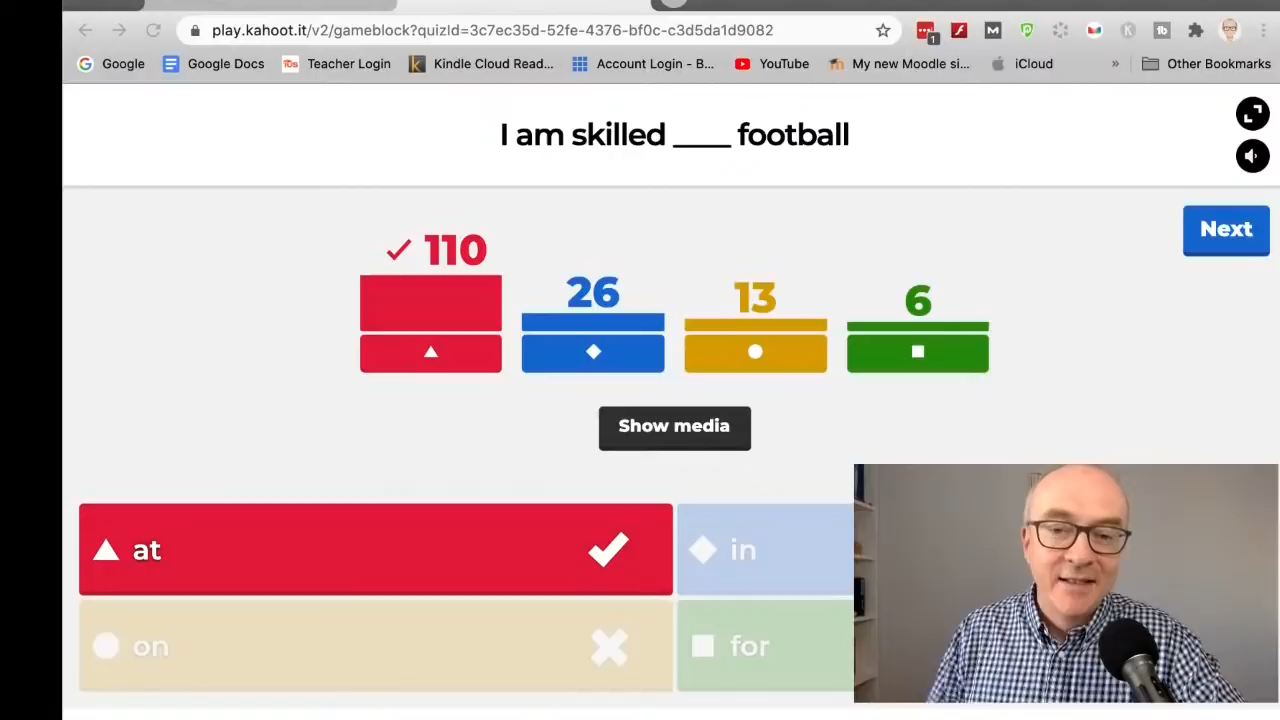 play.kahoot.it/v2/gameblock?quizId=3c7ec35d-52fe-4376-bf0c-c3d5da1d9082
1
Google Google Docs Teacher Login Kindle Cloud Read... Account Login - B... YouTube My new Moodle si... iCloud » Other Bookmarks
I am skilled ____ football
Next
110
26
13
6
Show media
at
in
on
for